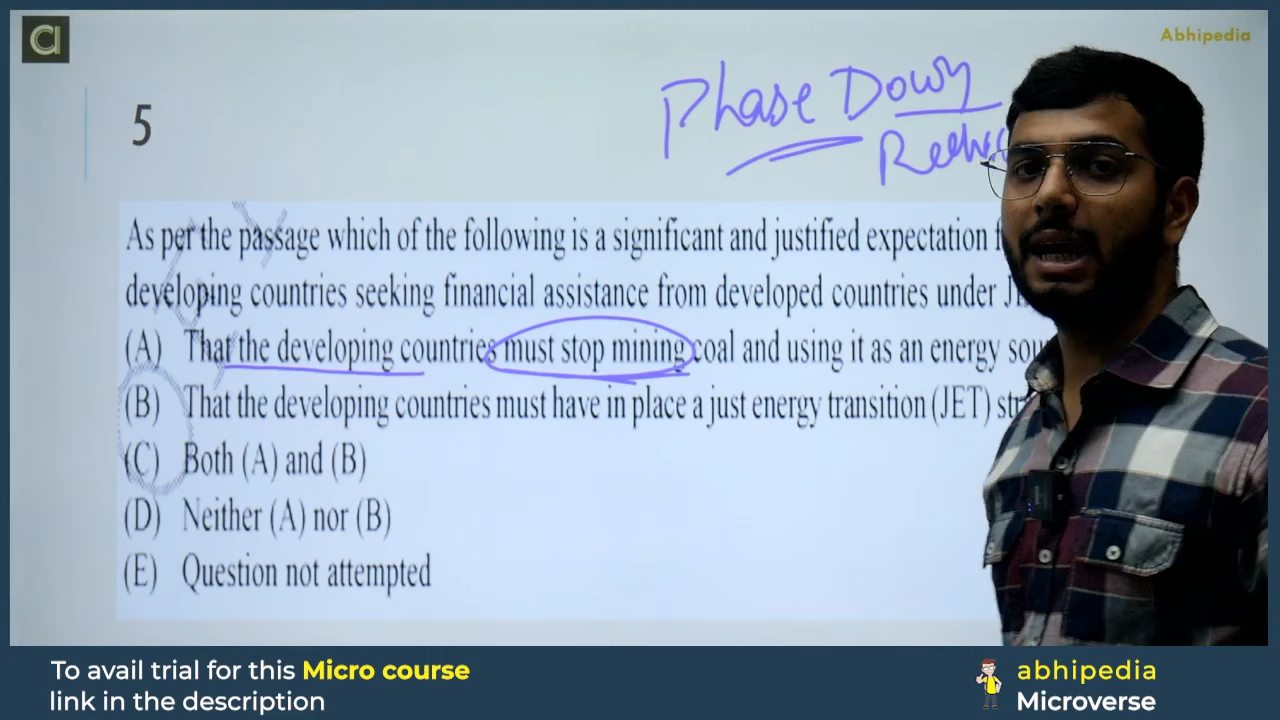 Abhipedia
5
Phase Down
As per the passage which of the following is a significant and justified expectation
developing countries seeking financial assistance from developed countries under
(A) That the developing countries must stop mining coal and using it as an energy
(B) That the developing countries must have in place a just energy transition (JET)
(C) Both (A) and (B)
(D) Neither (A) nor (B)
(E) Question not attempted
To avail trial for this Micro course
link in the description
abhipedia
Microverse